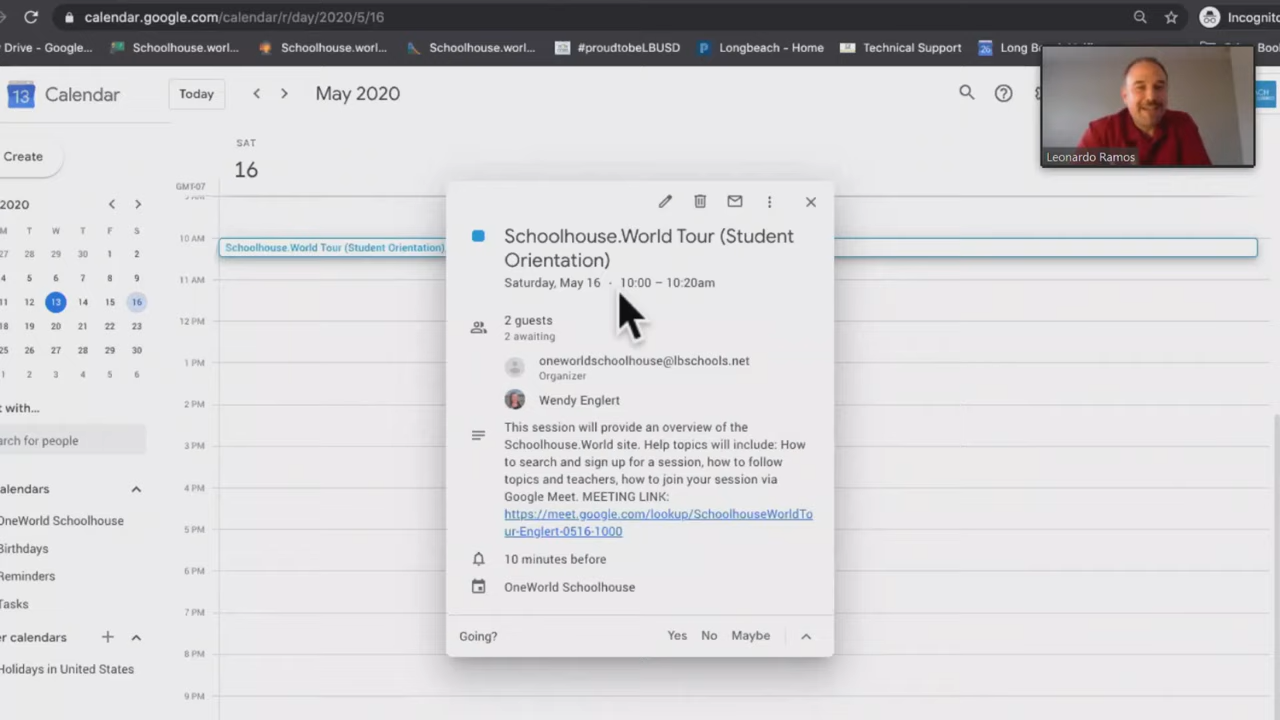 calendar.google.com/calendar/r/day/2020/5/16
Incognito
Drive - Google...
Schoolhouse.worl...
Schoolhouse.worl...
Schoolhouse.worl...
#proudtobeLBUSD
Longbeach - Home
Technical Support
Long
13
Calendar
Today
May 2020
Leonardo Ramos
Create
SAT
16
GMT-07
2020
M T W T F S
27 28 29 30 1 2
4 5 6 7 8 9
11 12 13 14 15 16
18 19 20 21 22 23
25 26 27 28 29 30
1 2 3 4 5 6
10 AM
11 AM
12 PM
1 PM
2 PM
3 PM
4 PM
5 PM
6 PM
7 PM
8 PM
9 PM
Schoolhouse.World Tour (Student Orientation)
Schoolhouse.World Tour (Student
Orientation)
Saturday, May 16 · 10:00 – 10:20am
2 guests
2 awaiting
oneworldschoolhouse@lbschools.net
Organizer
Wendy Englert
This session will provide an overview of the
Schoolhouse.World site. Help topics will include: How
to search and sign up for a session, how to follow
topics and teachers, how to join your session via
Google Meet. MEETING LINK:
https://meet.google.com/lookup/SchoolhouseWorldTo
ur-Englert-0516-1000
10 minutes before
OneWorld Schoolhouse
Going?
Yes No Maybe
t with...
arch for people
alendars
OneWorld Schoolhouse
Birthdays
Reminders
Tasks
er calendars
Holidays in United States